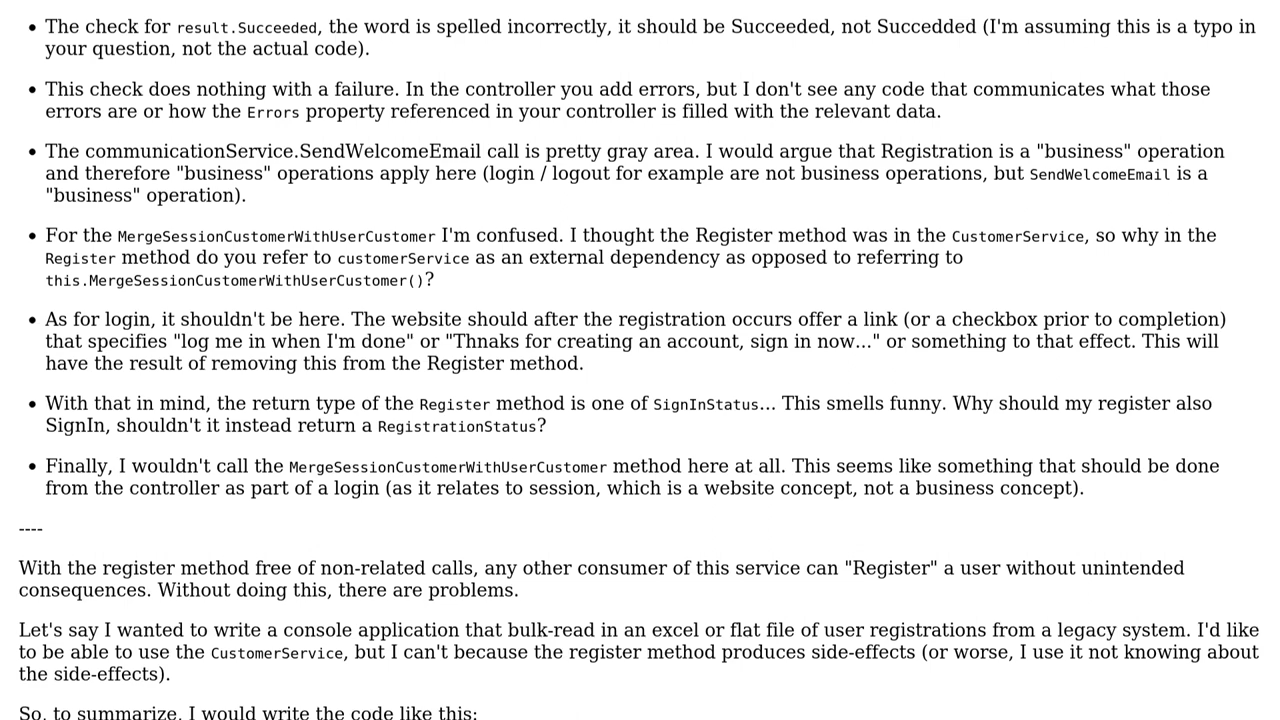 • The check for result.Succeeded, the word is spelled incorrectly, it should be Succeeded, not Succedded (I'm assuming this is a typo in
your question, not the actual code).
• This check does nothing with a failure. In the controller you add errors, but I don't see any code that communicates what those
errors are or how the Errors property referenced in your controller is filled with the relevant data.
• The communicationService.SendWelcomeEmail call is pretty gray area. I would argue that Registration is a "business" operation
and therefore "business" operations apply here (login / logout for example are not business operations, but SendWelcomeEmail is a
"business" operation).
• For the MergeSessionCustomerWithUserCustomer I'm confused. I thought the Register method was in the CustomerService, so why in the
Register method do you refer to customerService as an external dependency as opposed to referring to
this.MergeSessionCustomerWithUserCustomer()?
• As for login, it shouldn't be here. The website should after the registration occurs offer a link (or a checkbox prior to completion)
that specifies "log me in when I'm done" or "Thnaks for creating an account, sign in now..." or something to that effect. This will
have the result of removing this from the Register method.
• With that in mind, the return type of the Register method is one of SignInStatus... This smells funny. Why should my register also
SignIn, shouldn't it instead return a RegistrationStatus?
• Finally, I wouldn't call the MergeSessionCustomerWithUserCustomer method here at all. This seems like something that should be done
from the controller as part of a login (as it relates to session, which is a website concept, not a business concept).
----
With the register method free of non-related calls, any other consumer of this service can "Register" a user without unintended
consequences. Without doing this, there are problems.
Let's say I wanted to write a console application that bulk-read in an excel or flat file of user registrations from a legacy system. I'd like
to be able to use the CustomerService, but I can't because the register method produces side-effects (or worse, I use it not knowing about
the side-effects).
So, to summarize, I would write the code like this: